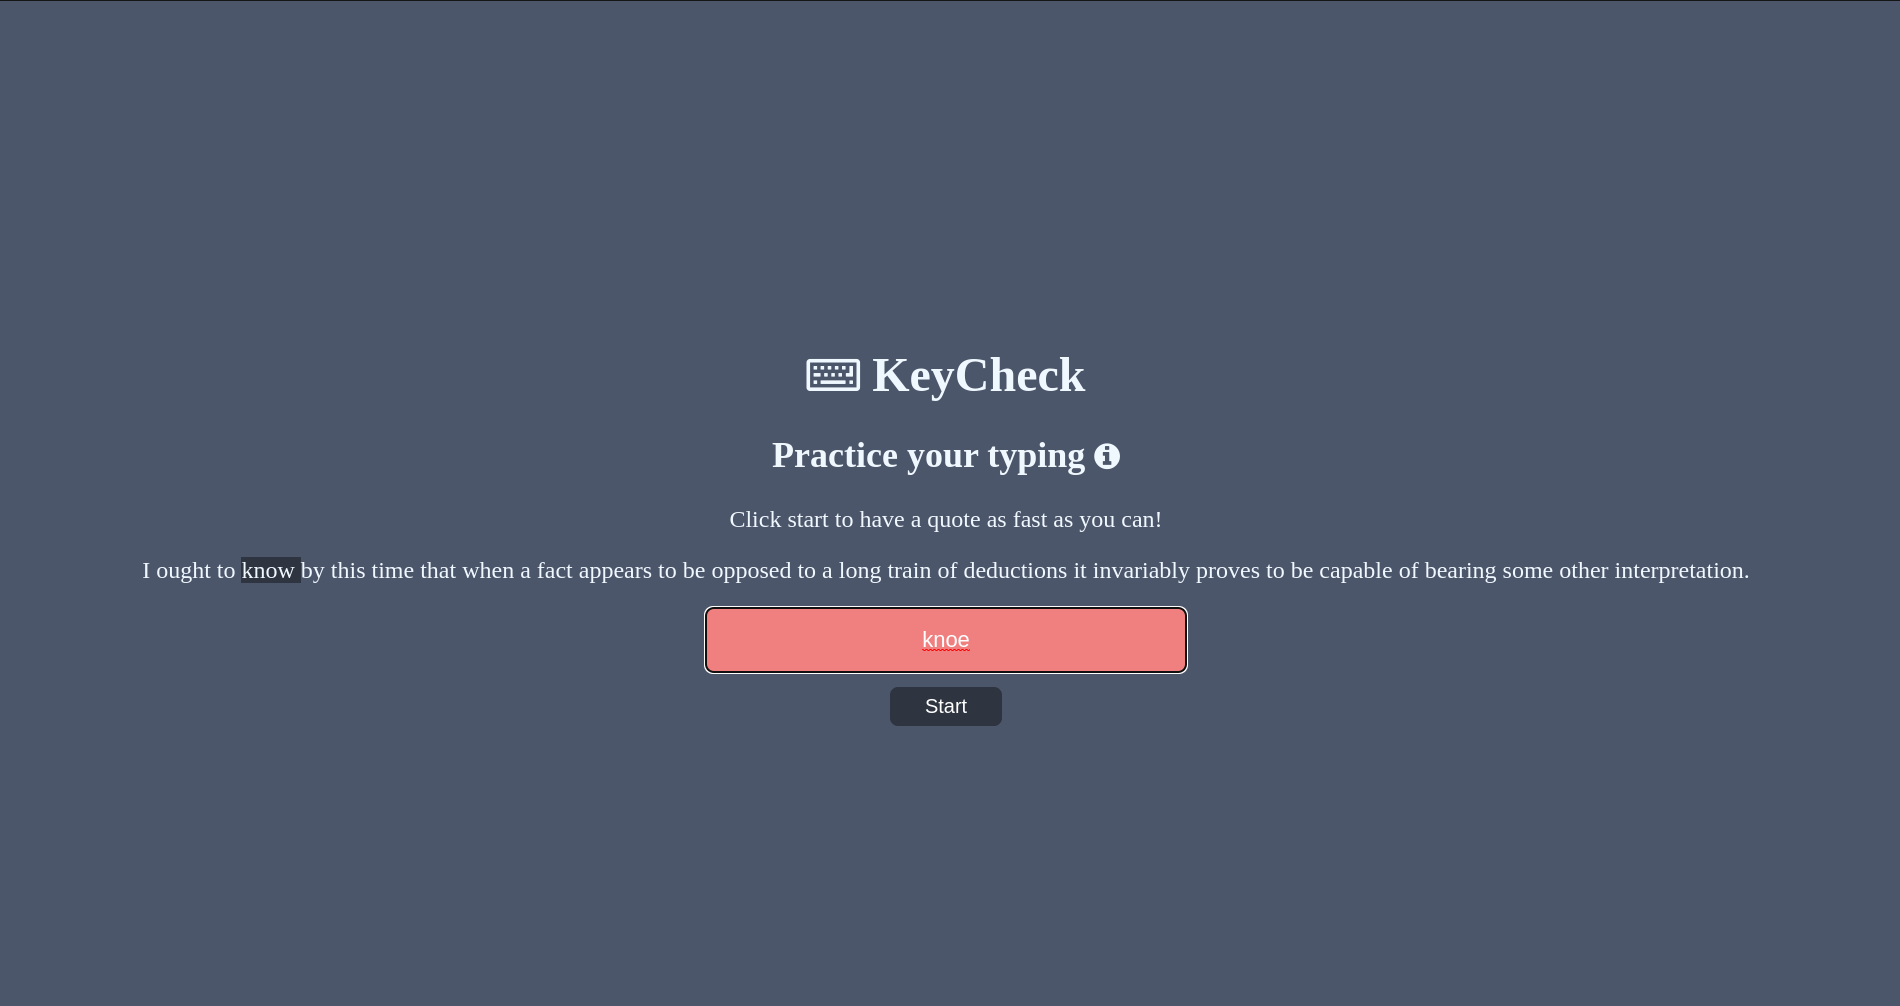 KeyCheck
Practice your typing
Click start to have a quote as fast as you can!
I ought to know by this time that when a fact appears to be opposed to a long train of deductions it invariably proves to be capable of bearing some other interpretation.
knoe
Start